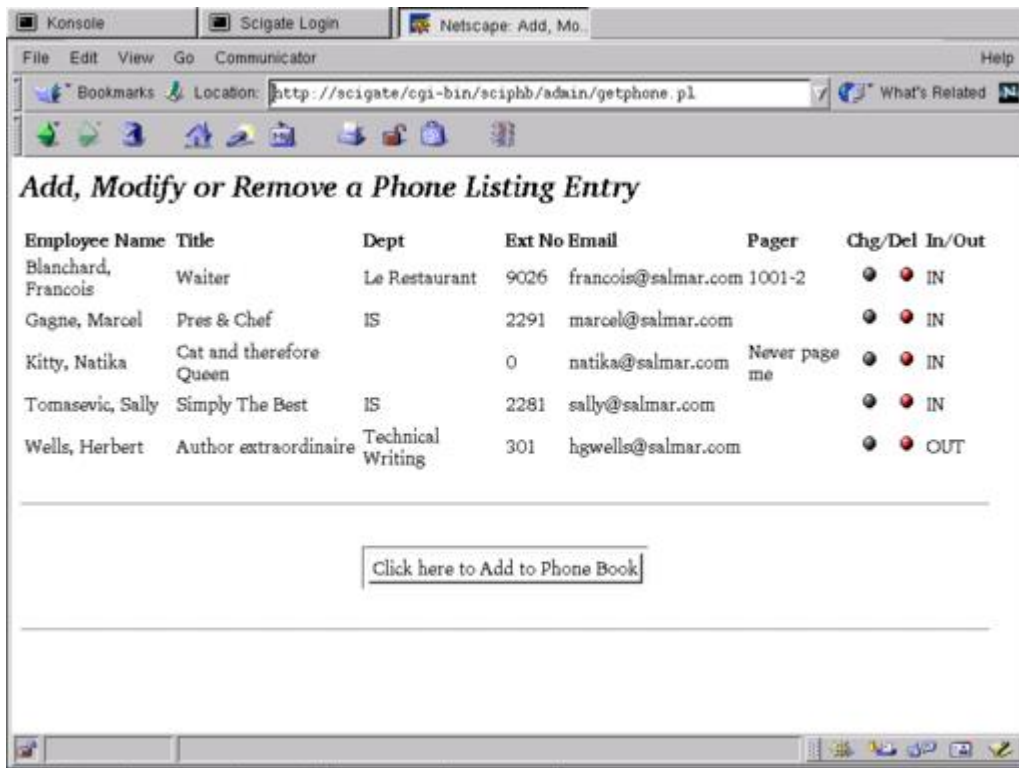 Konsole Scigate Login Netscape: Add, Mo..
File Edit View Go Communicator Help
Bookmarks Location: http://scigate/cgi-bin/sciphb/admin/getphone.pl What's Related N
Add, Modify or Remove a Phone Listing Entry
Employee Name Title Dept Ext No Email Pager Chg/Del In/Out
Blanchard, Francois Waiter Le Restaurant 9026 francois@salmar.com 1001-2 IN
Gagne, Marcel Pres & Chef IS 2291 marcel@salmar.com IN
Kitty, Natika Cat and therefore Queen 0 natika@salmar.com Never page me IN
Tomasevic, Sally Simply The Best IS 2281 sally@salmar.com IN
Wells, Herbert Author extraordinaire Technical Writing 301 hgwells@salmar.com OUT
Click here to Add to Phone Book